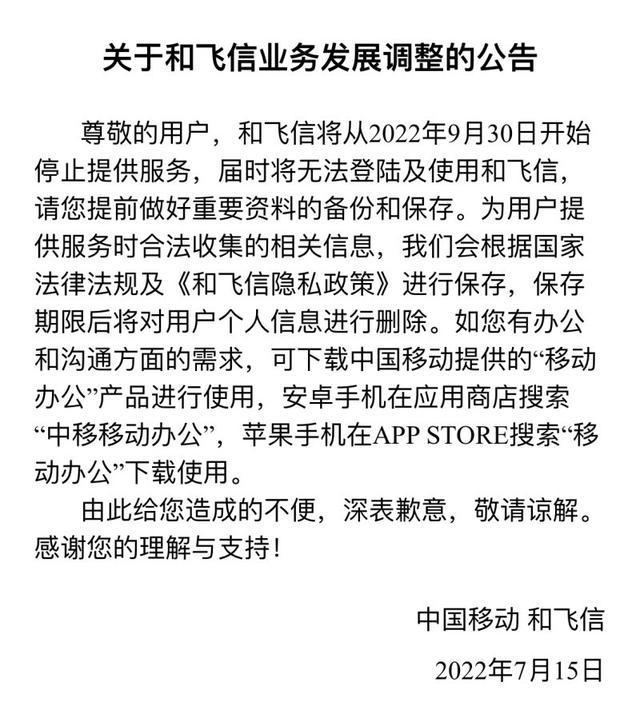 关于和飞信业务发展调整的公告
尊敬的用户，和飞信将从2022年9月30日开始
停止提供服务，届时将无法登陆及使用和飞信，
请您提前做好重要资料的备份和保存。为用户提
供服务时合法收集的相关信息，我们会根据国家
法律法规及《和飞信隐私政策》进行保存，保存
期限后将对用户个人信息进行删除。如您有办公
和沟通方面的需求，可下载中国移动提供的“移动
办公”产品进行使用，安卓手机在应用商店搜索
“中移移动办公”，苹果手机在APP STORE搜索“移
动办公”下载使用。
由此给您造成的不便，深表歉意，敬请谅解。
感谢您的理解与支持！
中国移动 和飞信
2022年7月15日